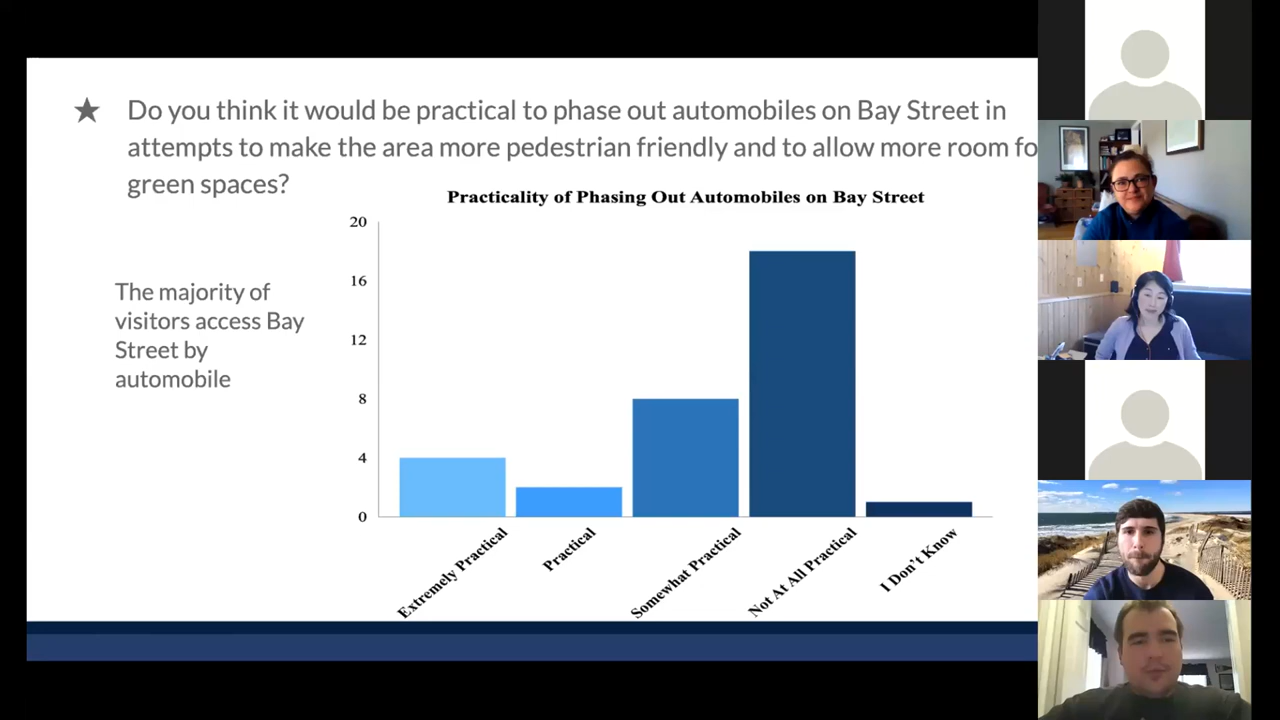 ★ Do you think it would be practical to phase out automobiles on Bay Street in
attempts to make the area more pedestrian friendly and to allow more room fo
green spaces?
Practicality of Phasing Out Automobiles on Bay Street
The majority of
visitors access Bay
Street by
automobile
20
16
12
8
4
0
Extremely Practical
Practical
Somewhat Practical
Not At All Practical
I Don't Know